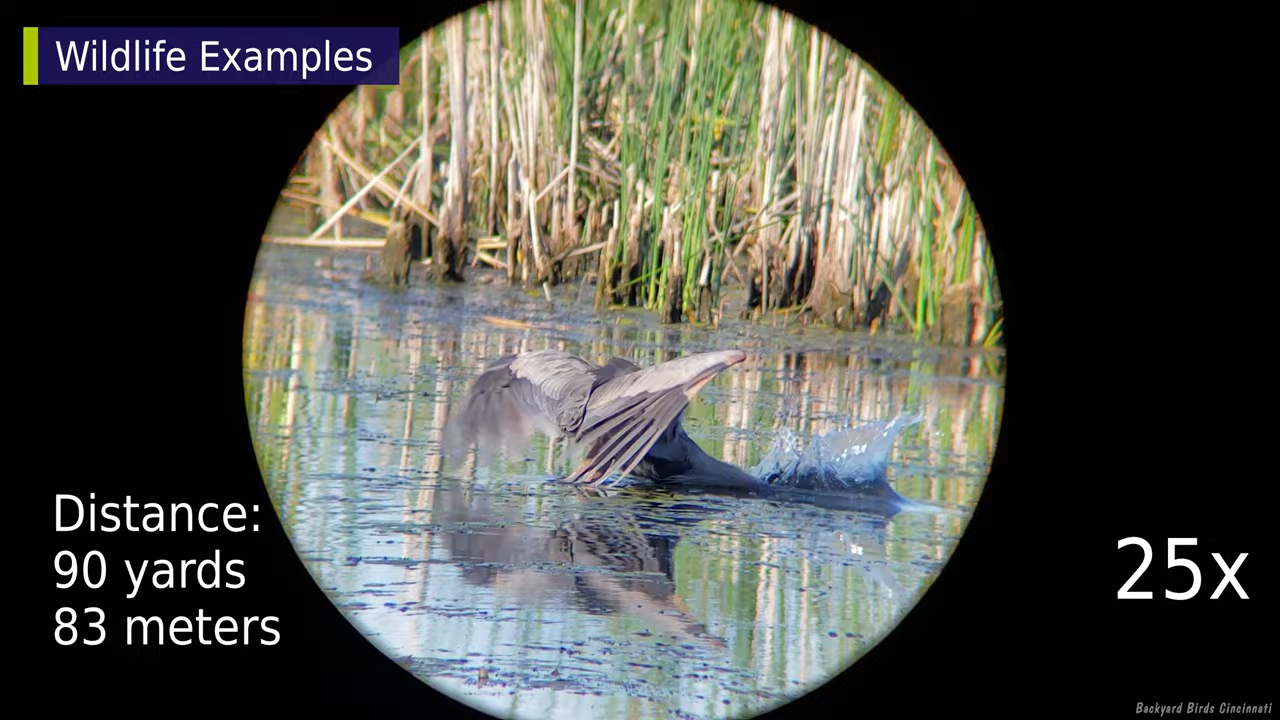 Wildlife Examples
Distance:
90 yards
83 meters
25x
Backyard Birds Cincinnati